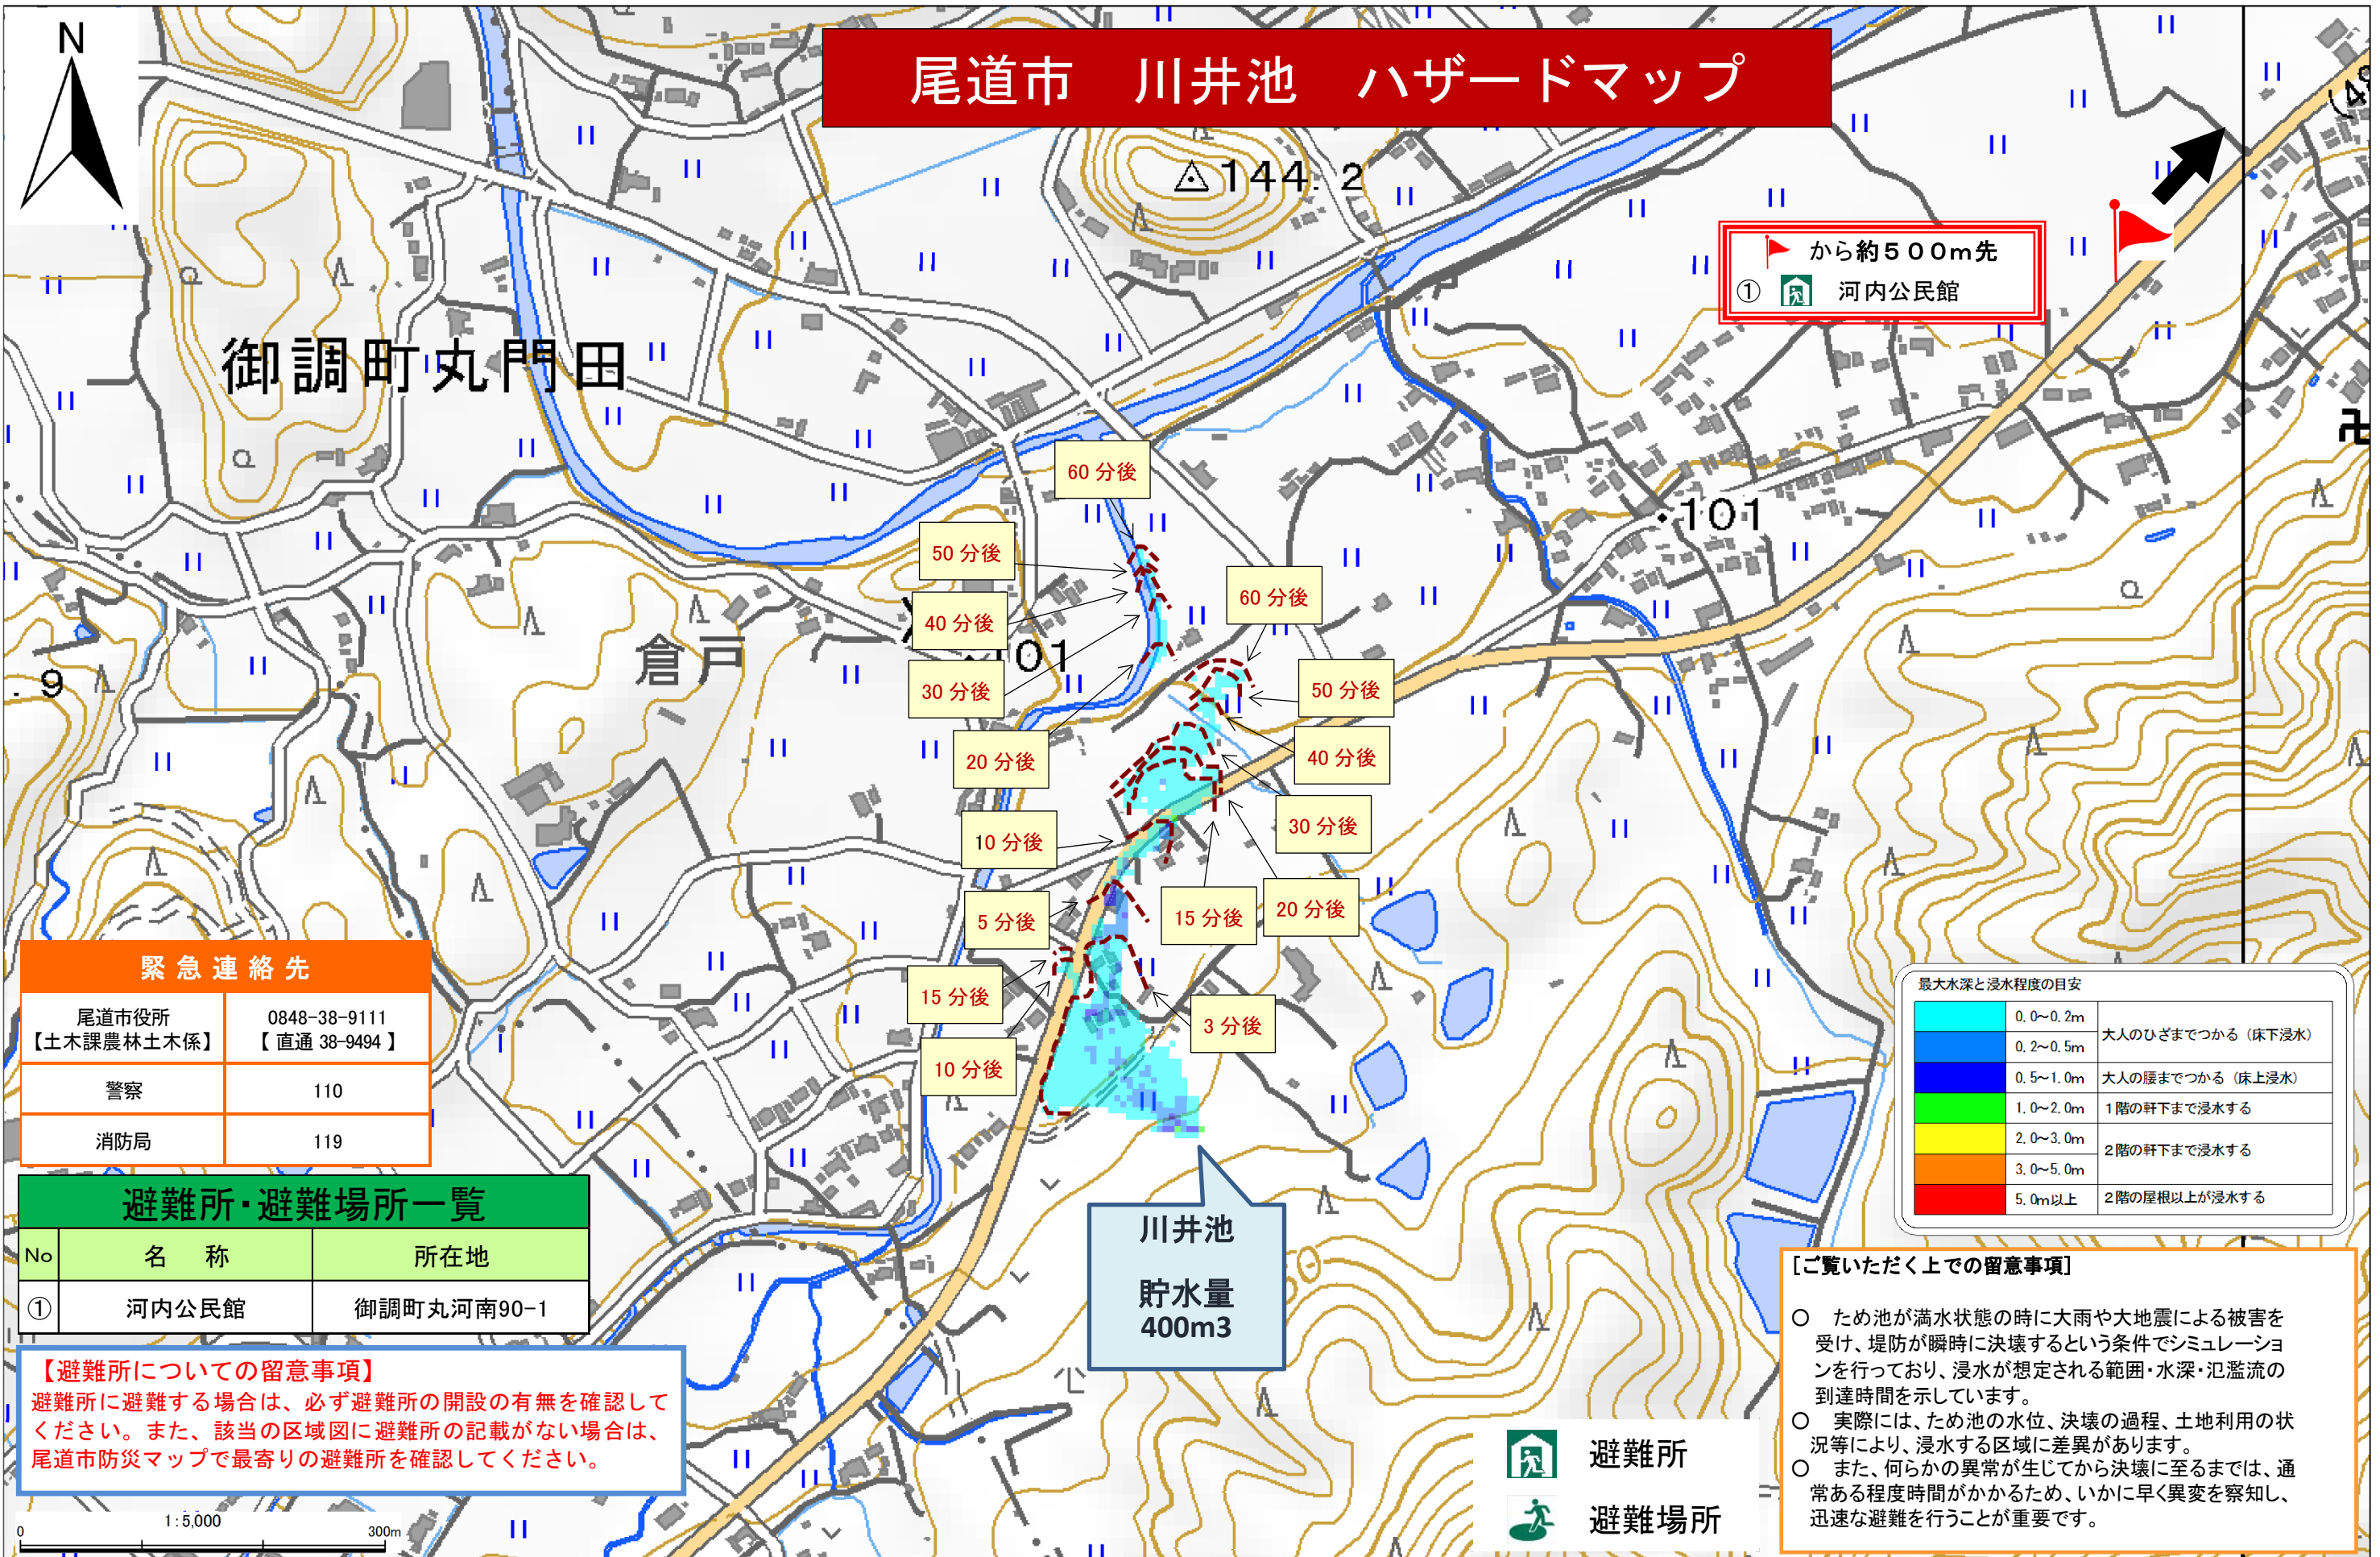 N
尾道市　川井池　ハザードマップ
144.2
から約５００ｍ先
① 河内公民館
御調町丸門田
60 分後
50 分後
40 分後
30 分後
20 分後
60 分後
50 分後
40 分後
30 分後
20 分後
15 分後
10 分後
5 分後
15 分後
10 分後
3 分後
101
倉戸
101
. 9
緊急連絡先
尾道市役所
【土木課農林土木係】
0848-38-9111
【 直通 38-9494 】
警察 110
消防局 119
避難所・避難場所一覧
No 名　称 所在地
① 河内公民館 御調町丸河南90-1
【避難所についての留意事項】
避難所に避難する場合は、必ず避難所の開設の有無を確認して
ください。また、該当の区域図に避難所の記載がない場合は、
尾道市防災マップで最寄りの避難所を確認してください。
1:5,000
0 300m
川井池
貯水量
400m3
最大水深と浸水程度の目安
0.0～0.2m
大人のひざまでつかる（床下浸水）
0.2～0.5m
0.5～1.0m 大人の腰までつかる（床上浸水）
1.0～2.0m １階の軒下まで浸水する
2.0～3.0m
２階の軒下まで浸水する
3.0～5.0m
5.0m以上 ２階の屋根以上が浸水する
[ご覧いただく上での留意事項]
○　ため池が満水状態の時に大雨や大地震による被害を
受け、堤防が瞬時に決壊するという条件でシミュレーショ
ンを行っており、浸水が想定される範囲・水深・氾濫流の
到達時間を示しています。
○　実際には、ため池の水位、決壊の過程、土地利用の状
況等により、浸水する区域に差異があります。
○　また、何らかの異常が生じてから決壊に至るまでは、通
常ある程度時間がかかるため、いかに早く異変を察知し、
迅速な避難を行うことが重要です。
避難所
避難場所